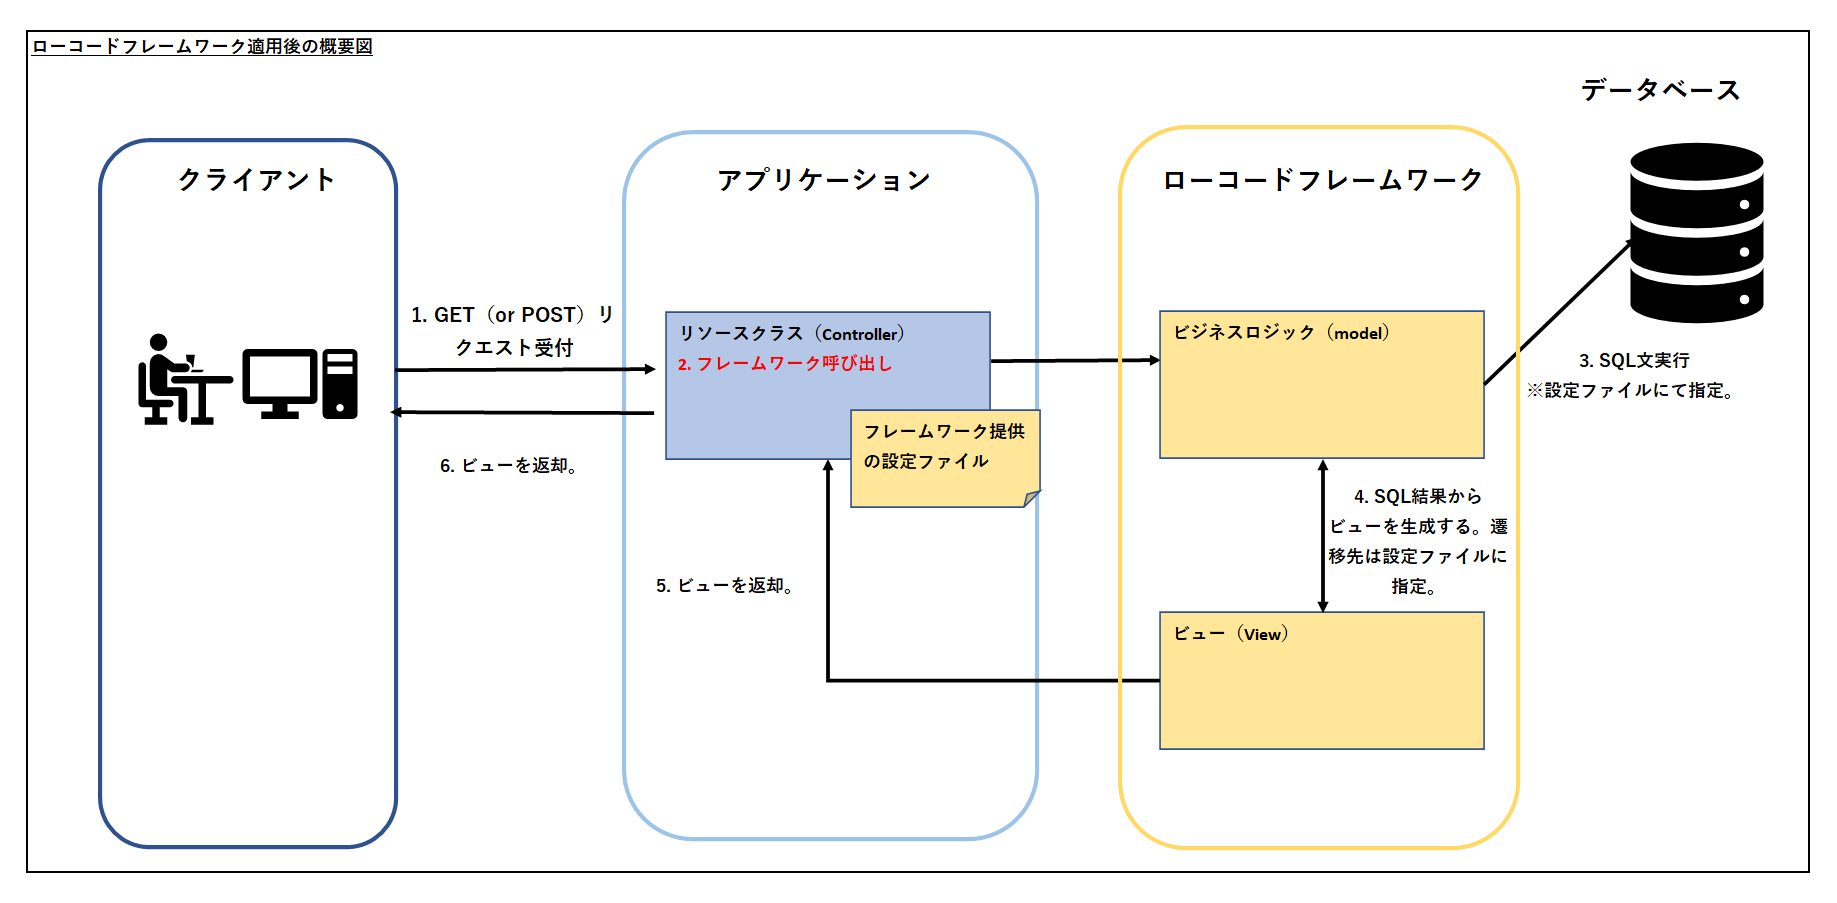 ローコードフレームワーク適用後の概要図
データベース
クライアント
アプリケーション
ローコードフレームワーク
1. GET（or POST）リ
クエスト受付
リソースクラス（Controller）
2. フレームワーク呼び出し
フレームワーク提供
の設定ファイル
ビジネスロジック（model）
3. SQL文実行
※設定ファイルにて指定。
6. ビューを返却。
4. SQL結果から
ビューを生成する。遷
移先は設定ファイルに
指定。
5. ビューを返却。
ビュー（View）